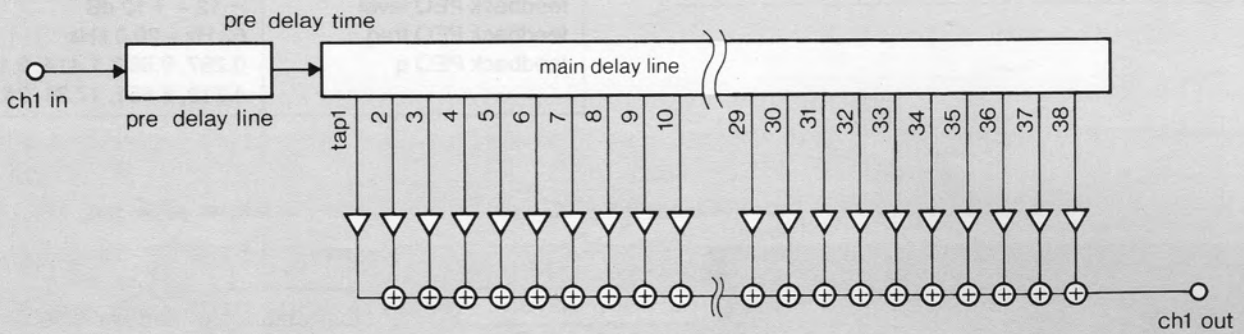 pre delay time
main delay line
ch1 in
pre delay line
tap1 2 3 4 5 6 7 8 9 10 29 30 31 32 33 34 35 36 37 38
ch1 out